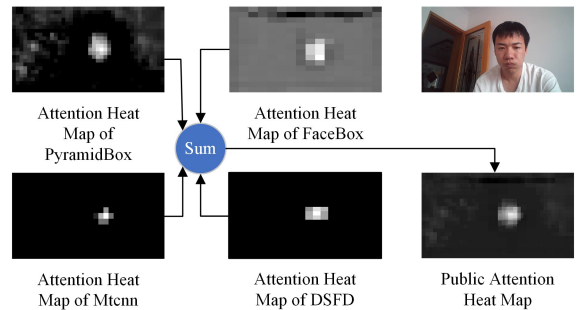 Attention Heat
Map of
PyramidBox
Attention Heat
Map of FaceBox
Sum
Attention Heat
Map of Mtcnn
Attention Heat
Map of DSFD
Public Attention
Heat Map